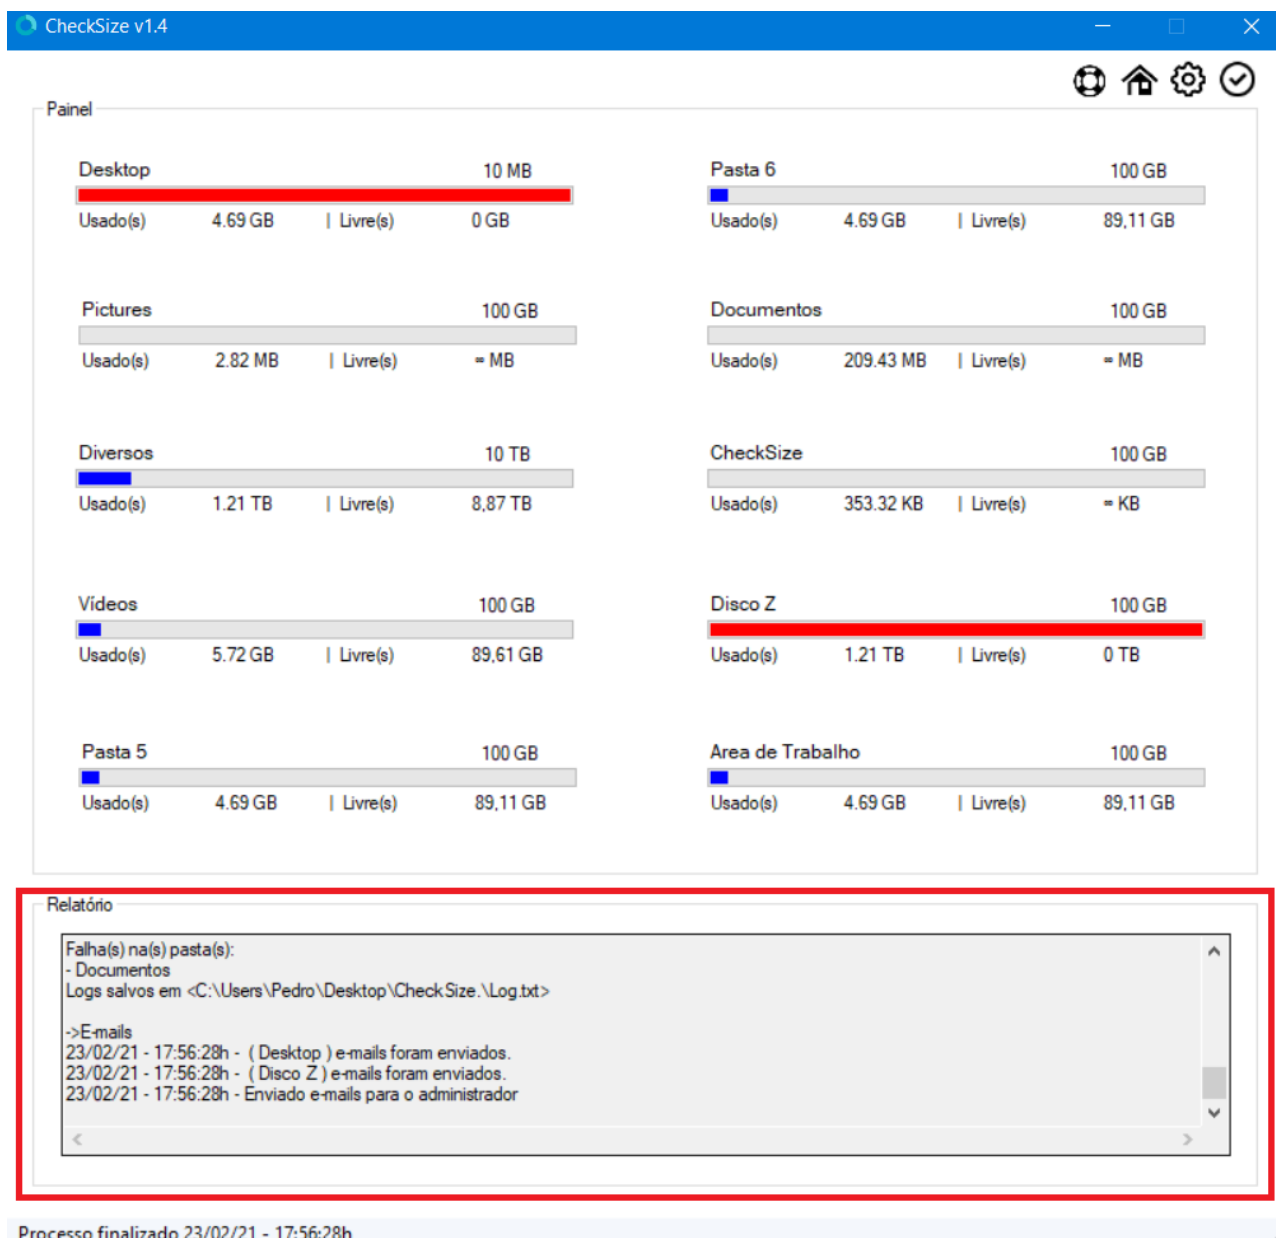 CheckSize v1.4
Painel
Desktop 10 MB
Usado(s) 4.69 GB | Livre(s) 0 GB
Pictures 100 GB
Usado(s) 2.82 MB | Livre(s) ∞ MB
Diversos 10 TB
Usado(s) 1.21 TB | Livre(s) 8,87 TB
Vídeos 100 GB
Usado(s) 5.72 GB | Livre(s) 89,61 GB
Pasta 5 100 GB
Usado(s) 4.69 GB | Livre(s) 89,11 GB
Pasta 6 100 GB
Usado(s) 4.69 GB | Livre(s) 89,11 GB
Documentos 100 GB
Usado(s) 209.43 MB | Livre(s) ∞ MB
CheckSize 100 GB
Usado(s) 353.32 KB | Livre(s) ∞ KB
Disco Z 100 GB
Usado(s) 1.21 TB | Livre(s) 0 TB
Area de Trabalho 100 GB
Usado(s) 4.69 GB | Livre(s) 89,11 GB
Relatório
Falha(s) na(s) pasta(s):
- Documentos
Logs salvos em <C:\Users\Pedro\Desktop\CheckSize.\Log.txt>
->E-mails
23/02/21 - 17:56:28h - ( Desktop ) e-mails foram enviados.
23/02/21 - 17:56:28h - ( Disco Z ) e-mails foram enviados.
23/02/21 - 17:56:28h - Enviado e-mails para o administrador
Processo finalizado 23/02/21 - 17:56:28h